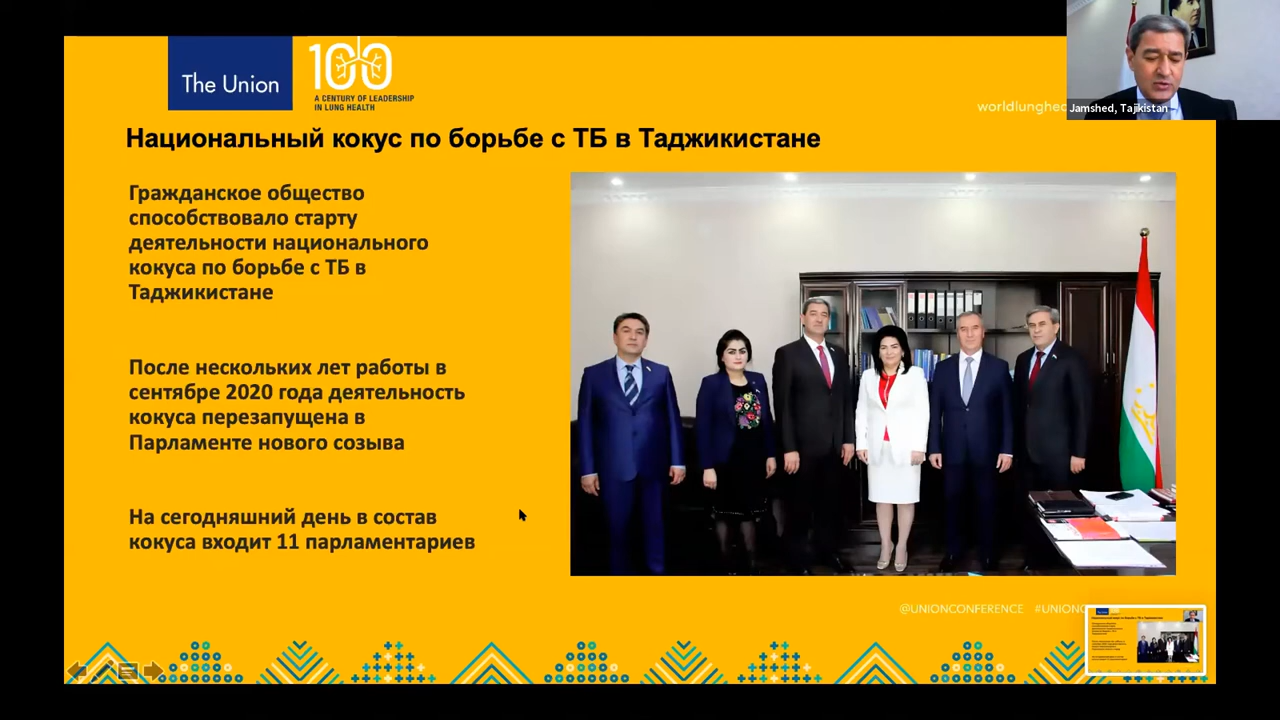 The Union
100
A CENTURY OF LEADERSHIP
IN LUNG HEALTH
worldlunghe
Jamshed, Tajikistan
Национальный кокус по борьбе с ТБ в Таджикистане
Гражданское общество
способствовало старту
деятельности национального
кокуса по борьбе с ТБ в
Таджикистане
После нескольких лет работы в
сентябре 2020 года деятельность
кокуса перезапущена в
Парламенте нового созыва
На сегодняшний день в состав
кокуса входит 11 парламентариев
@UNIONCONFERENCE #UNION